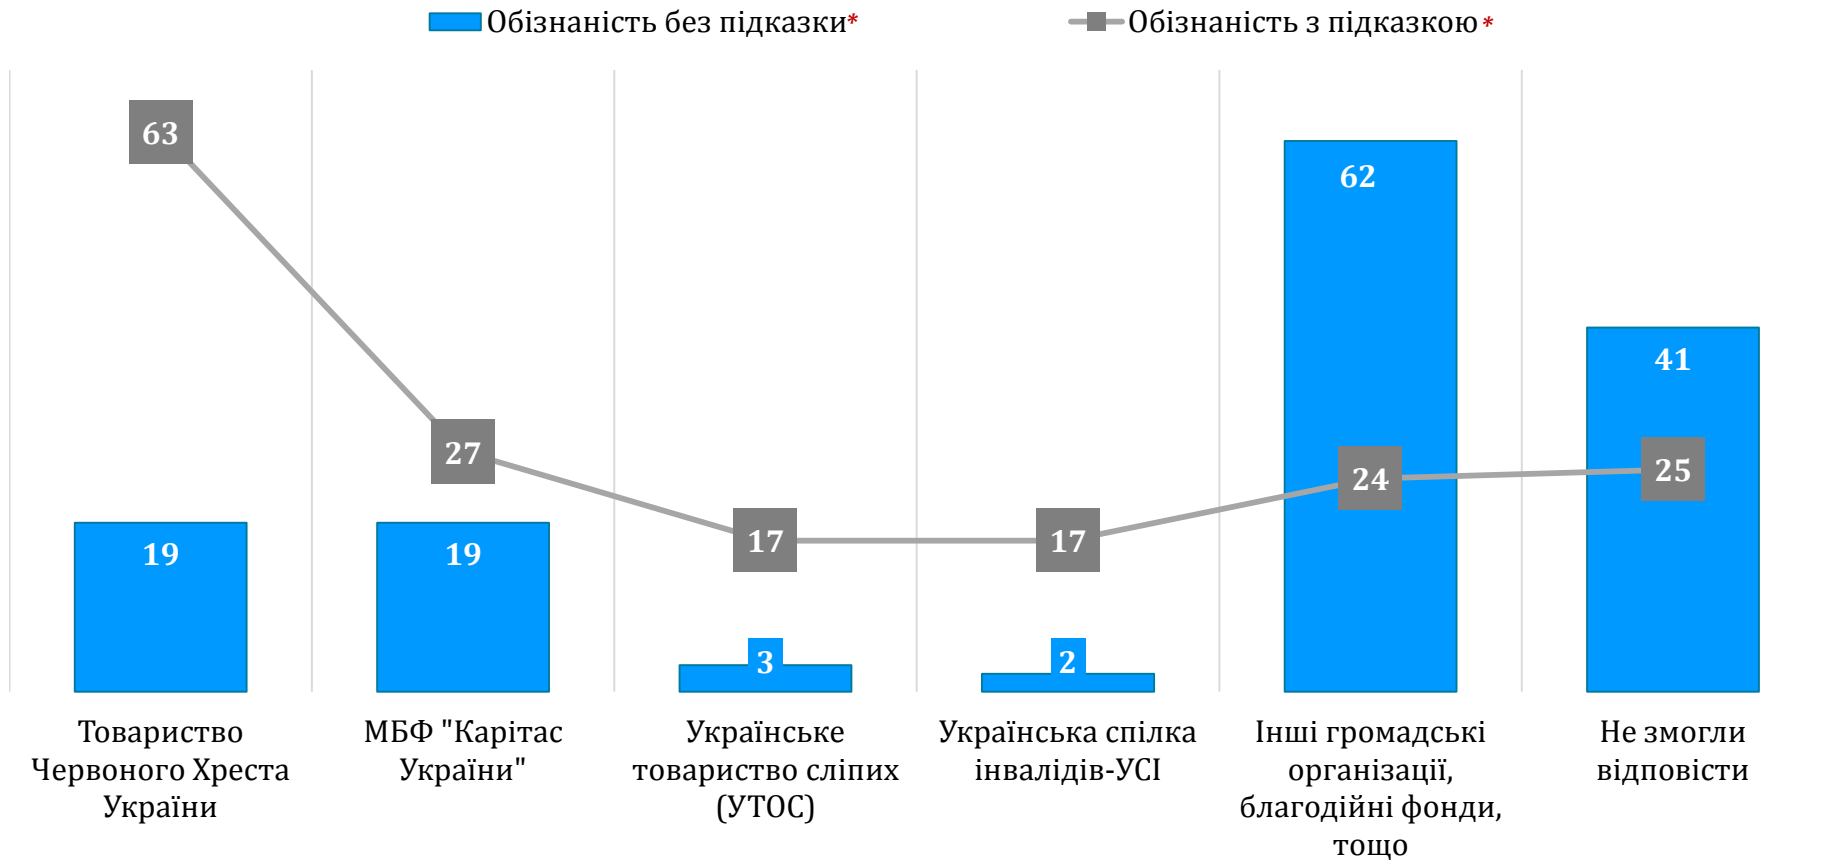 Обізнаність без підказки*
Обізнаність з підказкою*
63
27
17
17
24
25
19
19
3
2
62
41
Товариство
Червоного Хреста
України
МБФ "Карітас
України"
Українське
товариство сліпих
(УТОС)
Українська спілка
інвалідів-УСІ
Інші громадські
організації,
благодійні фонди,
тощо
Не змогли
відповісти